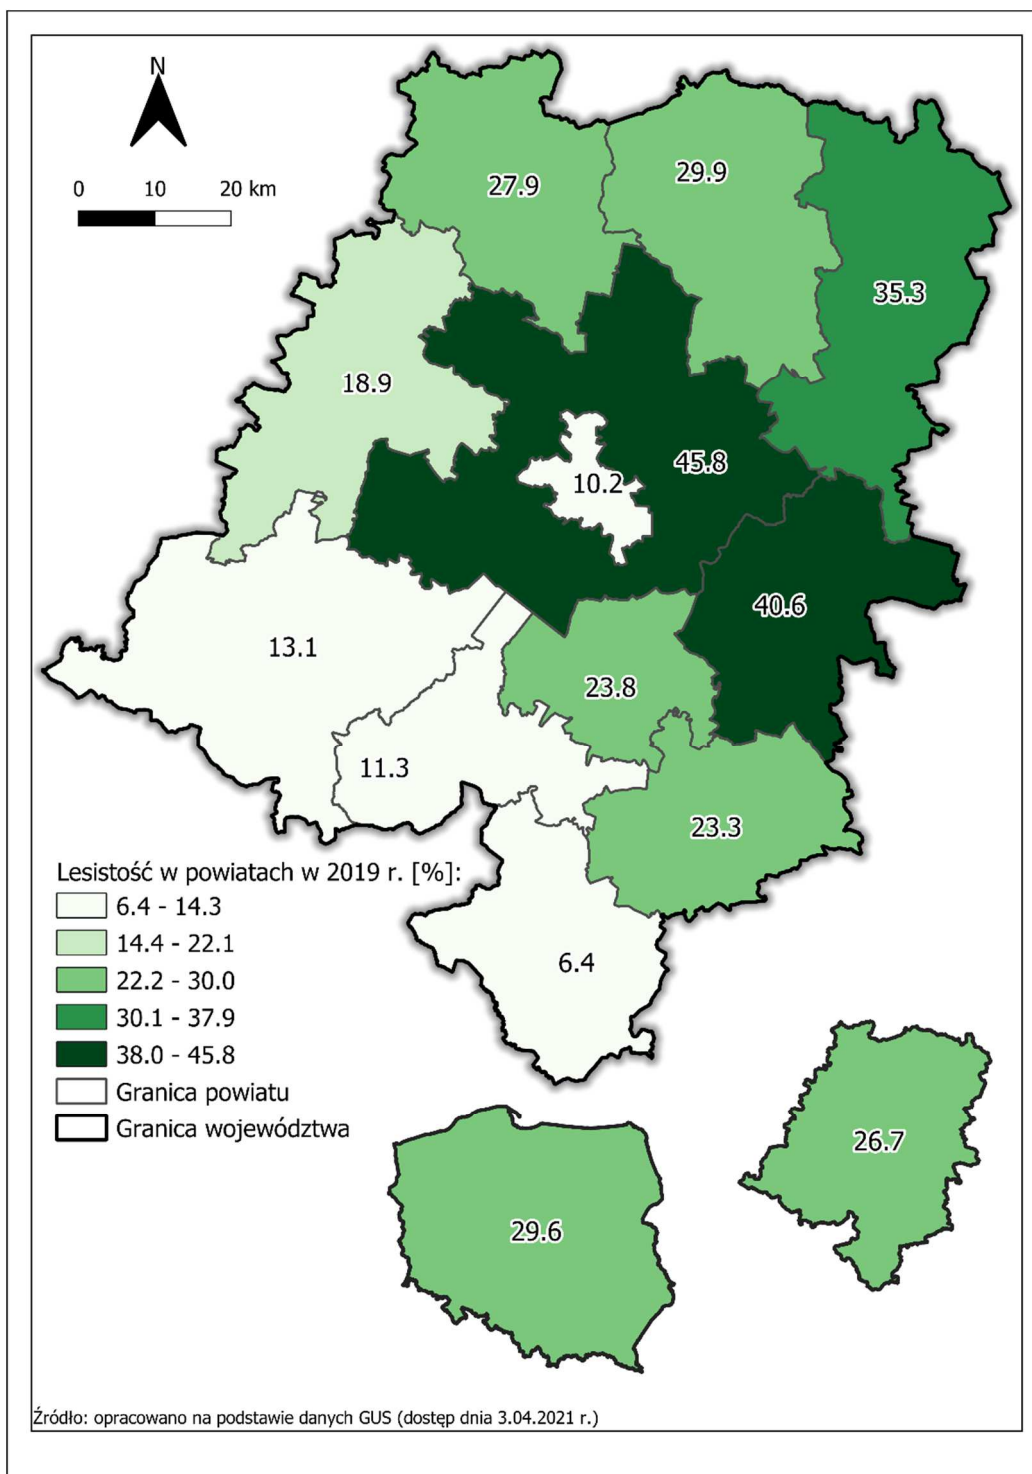 N
0 10 20 km
27.9
29.9
35.3
18.9
45.8
10.2
40.6
13.1
23.8
11.3
23.3
6.4
Lesistość w powiatach w 2019 r. [%]:
6.4 - 14.3
14.4 - 22.1
22.2 - 30.0
30.1 - 37.9
38.0 - 45.8
Granica powiatu
Granica województwa
26.7
29.6
Źródło: opracowano na podstawie danych GUS (dostęp dnia 3.04.2021 r.)